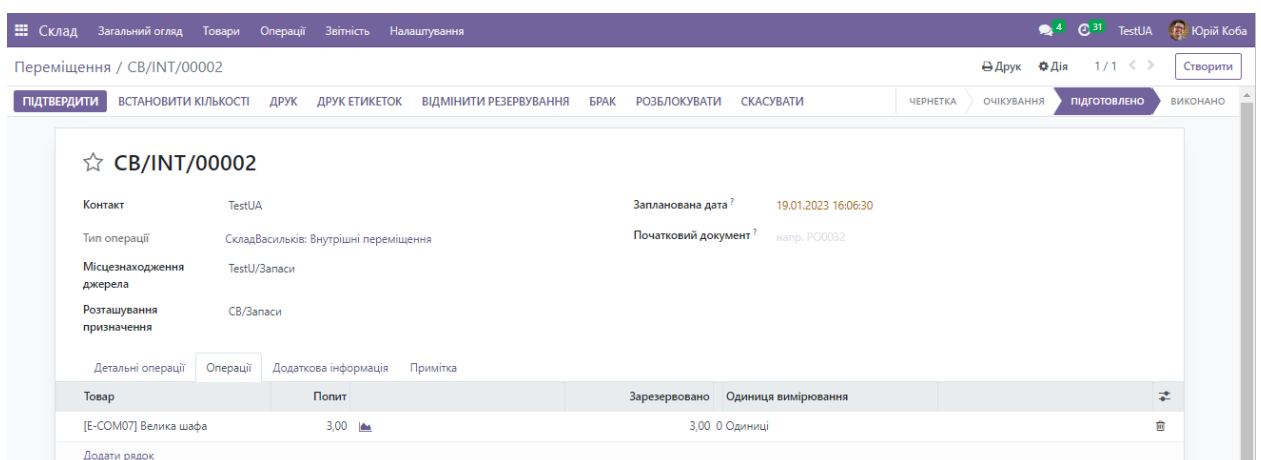 Склад Загальний огляд Товари Операції Звітність Налаштування 4 31 TestUA Юрій Коба
Переміщення / СВ/INT/00002 Друк Дія 1 / 1 Створити
ПІДТВЕРДИТИ ВСТАНОВИТИ КІЛЬКОСТІ ДРУК ДРУК ЕТИКЕТОК ВІДМІНИТИ РЕЗЕРВУВАННЯ БРАК РОЗБЛОКУВАТИ СКАСУВАТИ ЧЕРНЕТКА ОЧІКУВАННЯ ПІДГОТОВЛЕНО ВИКОНАНО
СВ/INT/00002
Контакт TestUA Запланована дата ? 19.01.2023 16:06:30
Тип операції СкладВасильків: Внутрішні переміщення Початковий документ ? напр. PO0032
Місцезнаходження джерела TestU/Запаси
Розташування призначення СВ/Запаси
Детальні операції Операції Додаткова інформація Примітка
Товар Попит Зарезервовано Одиниця вимірювання
[E-COM07] Велика шафа 3,00 3,00 0 Одиниці
Додати рядок